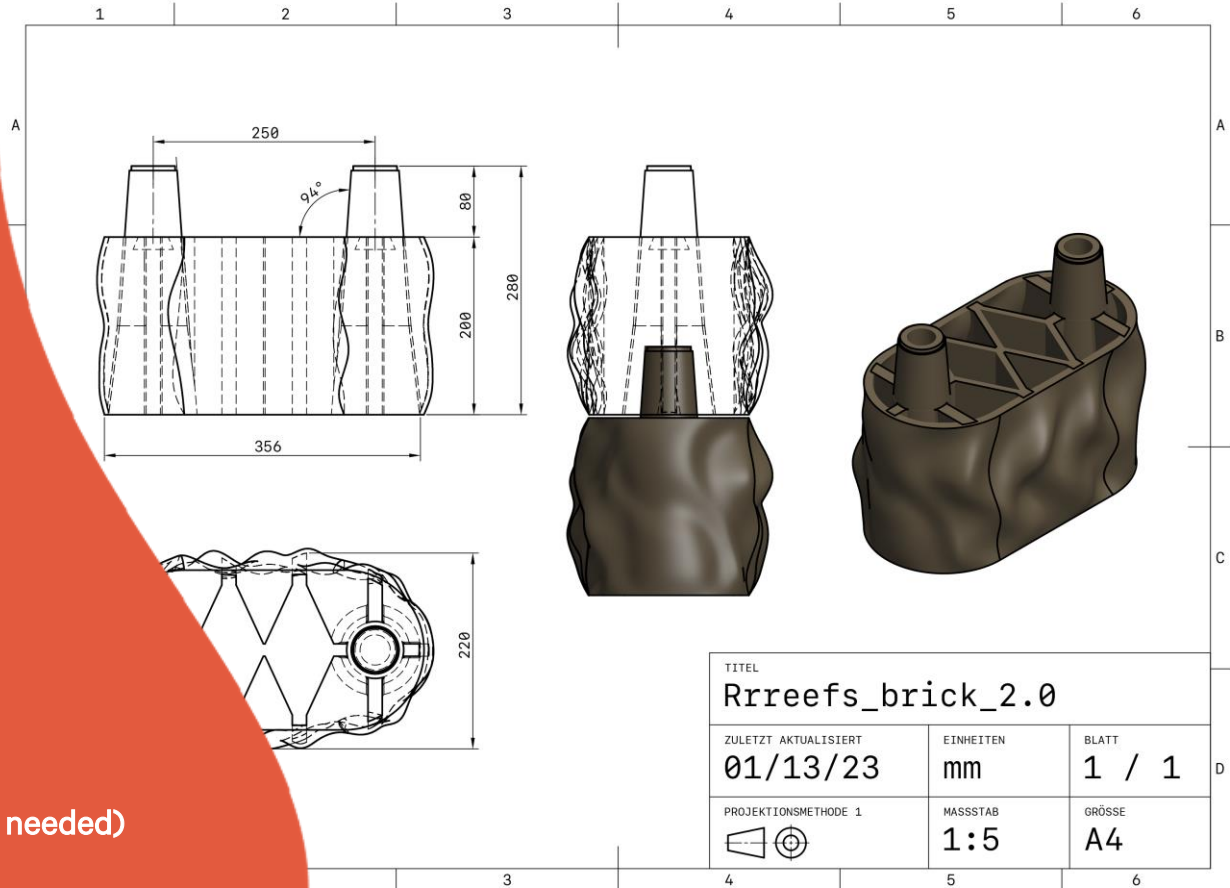 1 2 3 4 5 6
A
A
250
94°
80
280
200
B
B
356
C
C
220
TITEL
Rrreefs_brick_2.0
ZULETZT AKTUALISIERT
01/13/23
EINHEITEN
mm
BLATT
1 / 1
D
PROJEKTIONSMETHODE 1
MASSSTAB
1:5
GRÖSSE
A4
needed)
3 4 5 6